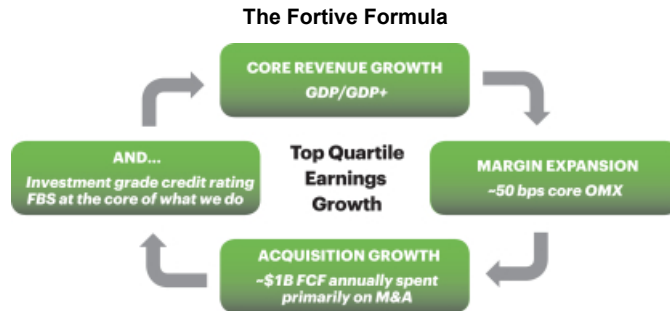 The Fortive Formula
CORE REVENUE GROWTH
GDP/GDP+
AND...
Investment grade credit rating
FBS at the core of what we do
Top Quartile
Earnings
Growth
MARGIN EXPANSION
~50 bps core OMX
ACQUISITION GROWTH
~$1B FCF annually spent
primarily on M&A